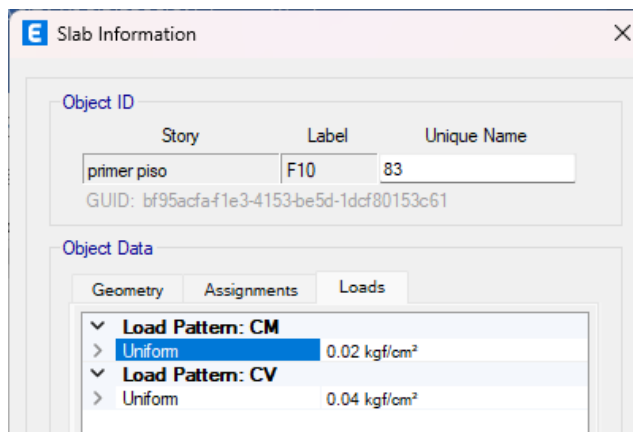 E Slab Information
Object ID
Story Label Unique Name
primer piso F10 83
GUID: bf95acfa-f1e3-4153-be5d-1dcf80153c61
Object Data
Geometry Assignments Loads
Load Pattern: CM
Uniform 0.02 kgf/cm²
Load Pattern: CV
Uniform 0.04 kgf/cm²